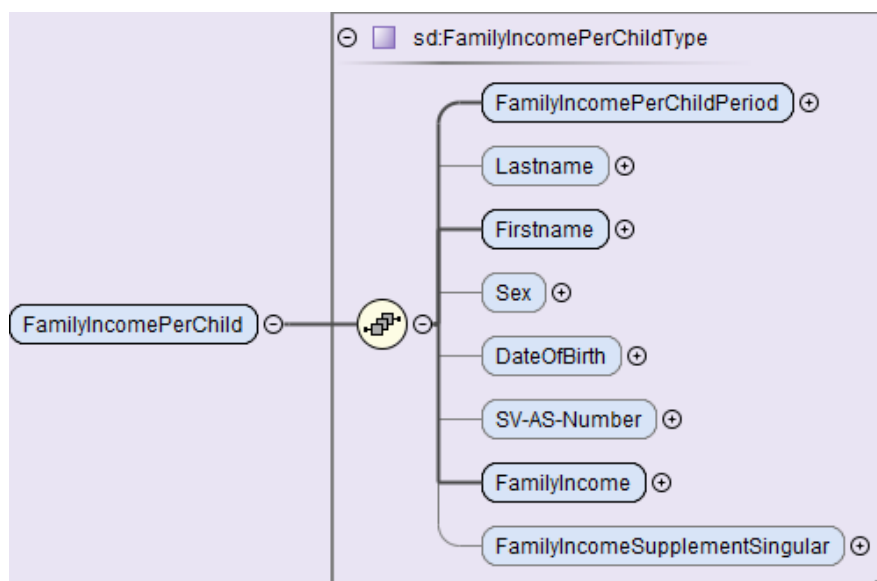 sd:FamilyIncomePerChildType
FamilyIncomePerChildPeriod
Lastname
Firstname
Sex
FamilyIncomePerChild
DateOfBirth
SV-AS-Number
FamilyIncome
FamilyIncomeSupplementSingular